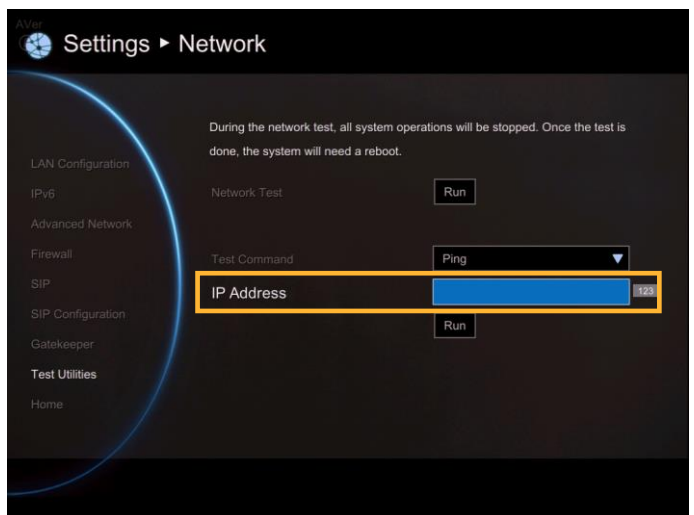 AVer
Settings ► Network
During the network test, all system operations will be stopped. Once the test is
done, the system will need a reboot.
LAN Configuration
IPv6
Advanced Network
Firewall
SIP
SIP Configuration
Gatekeeper
Test Utilities
Home
Network Test
Run
Test Command
Ping
▼
IP Address
123
Run